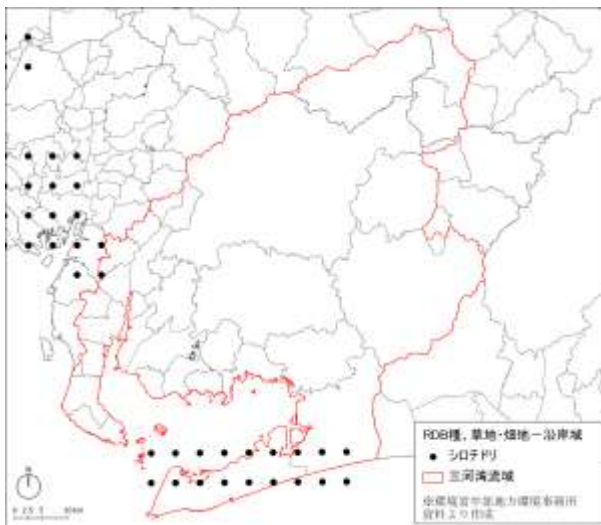 RDB種，草地・畑地－沿岸域
● シロチドリ
三河湾流域
※環境省中部地方環境事務所
資料より作成
N